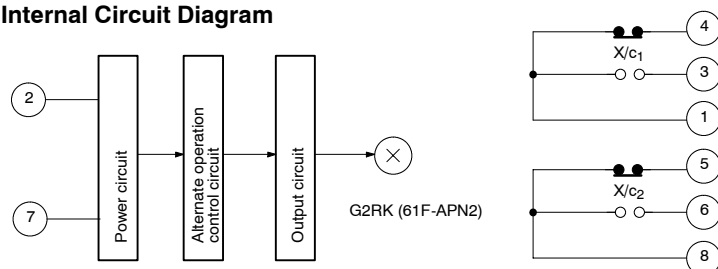 Internal Circuit Diagram
2
7
Power circuit
Alternate operation
control circuit
Output circuit
G2RK (61F-APN2)
4
X/c1
3
1
5
X/c2
6
8